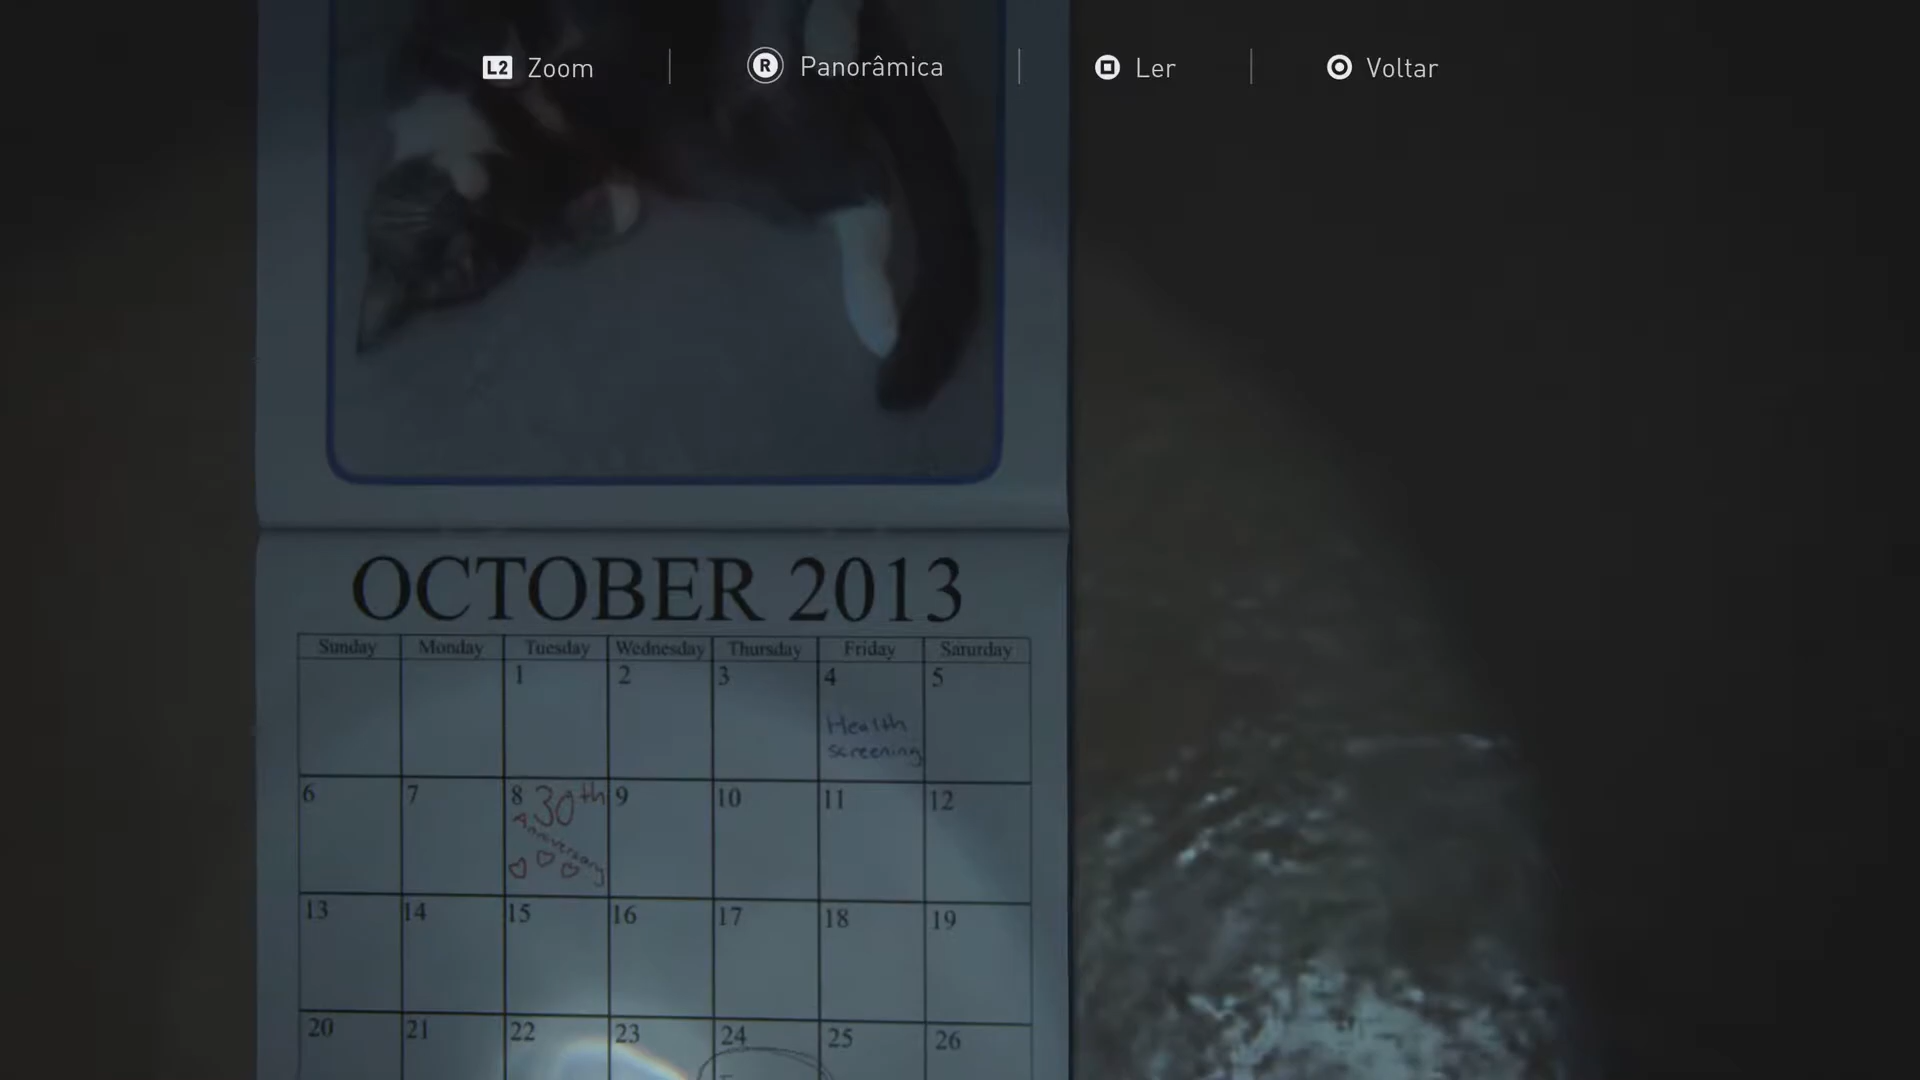 L2 Zoom
R Panorâmica
Ler
Voltar
OCTOBER 2013
Sunday Monday Tuesday Wednesday Thursday Friday Saturday
1 2 3 4 5
Health
screening
6 7 8 9 10 11 12
30th
Anniversary
13 14 15 16 17 18 19
20 21 22 23 24 25 26